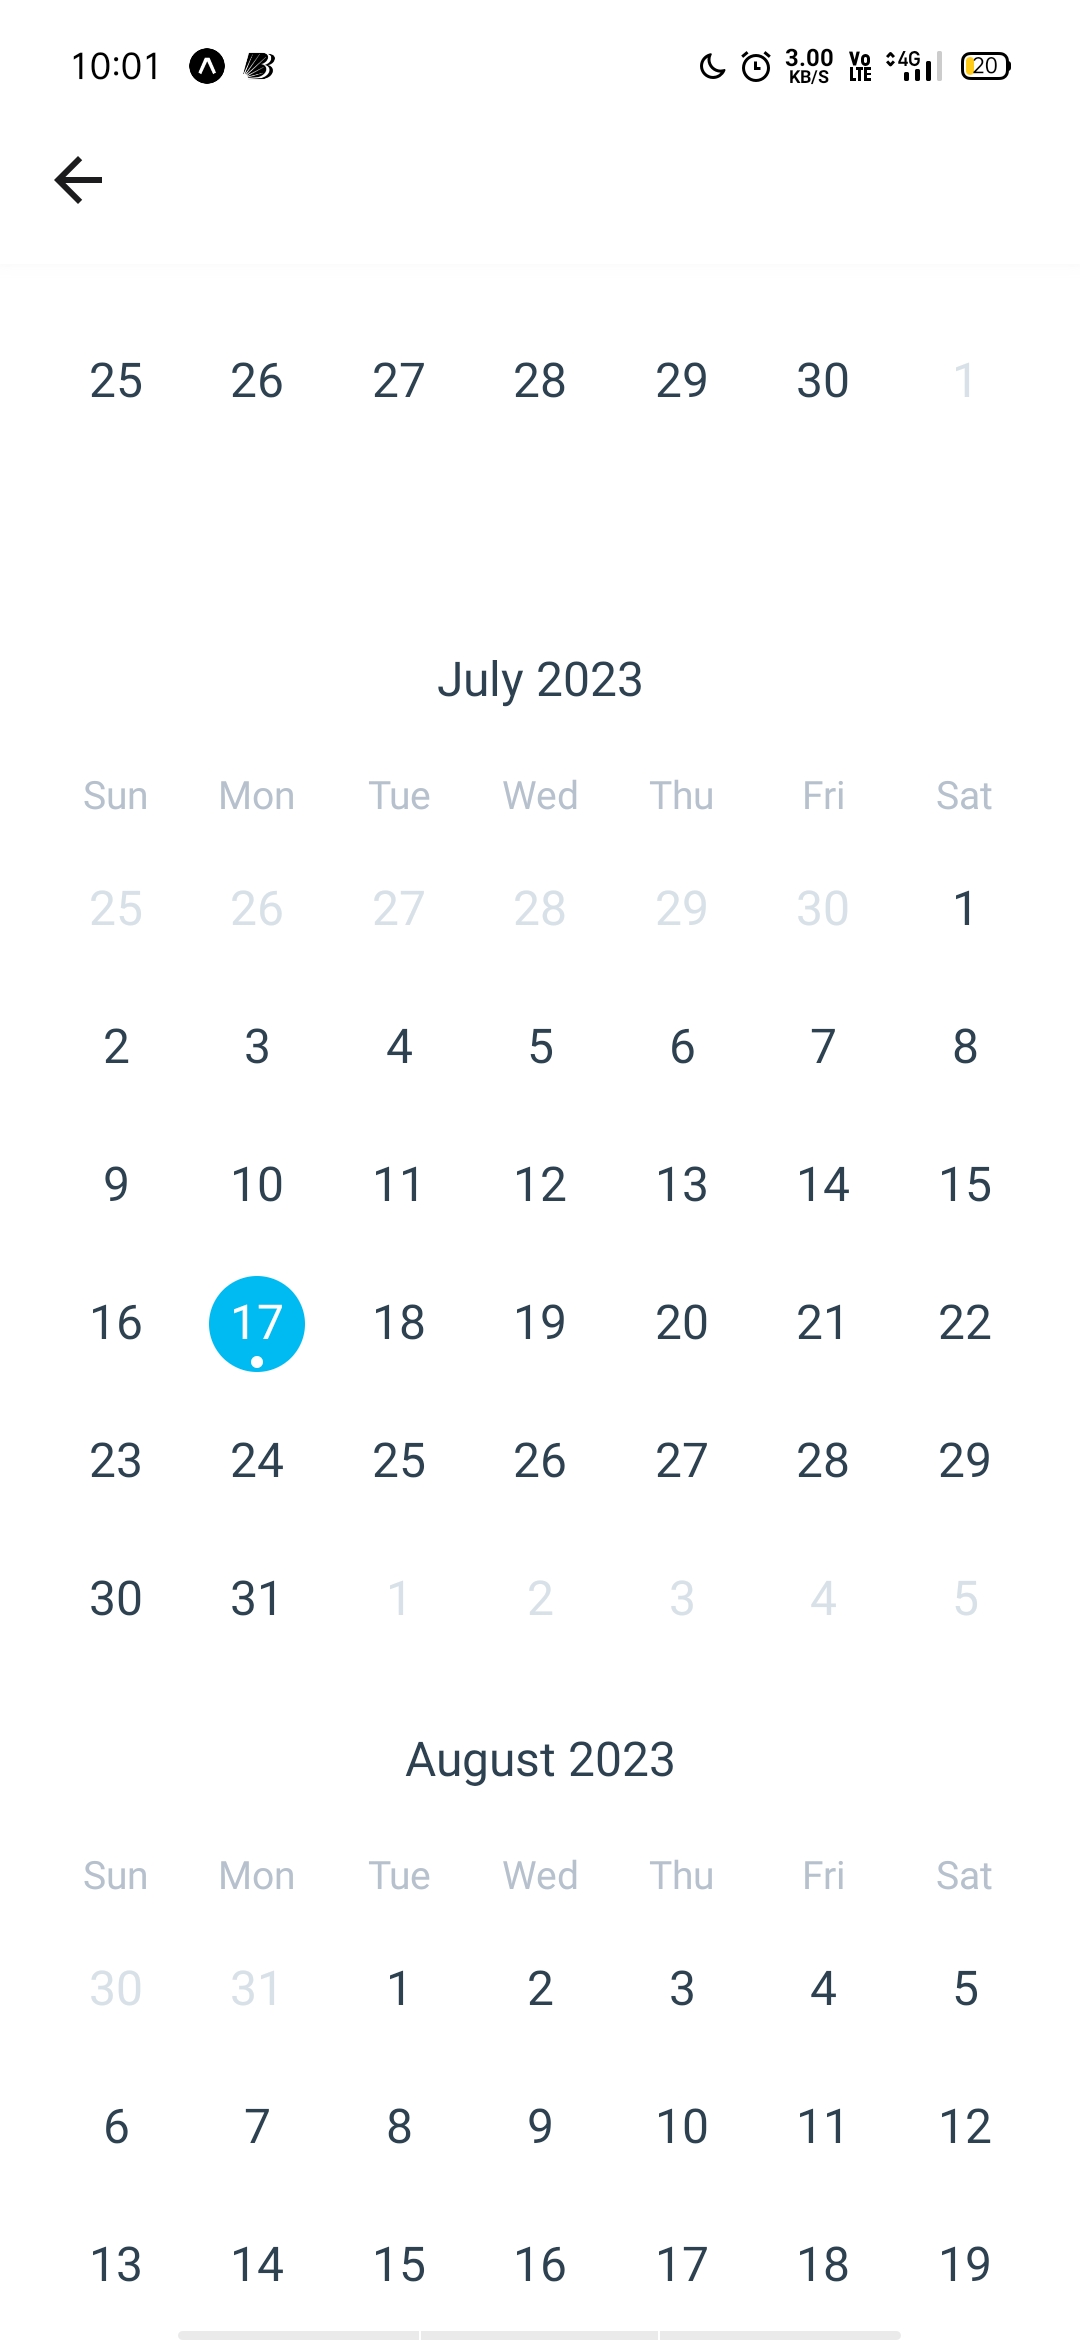 10:01 3.00 KB/S Vo LTE 4G 20
25 26 27 28 29 30 1
July 2023
Sun Mon Tue Wed Thu Fri Sat
25 26 27 28 29 30 1
2 3 4 5 6 7 8
9 10 11 12 13 14 15
16 17 18 19 20 21 22
23 24 25 26 27 28 29
30 31 1 2 3 4 5
August 2023
Sun Mon Tue Wed Thu Fri Sat
30 31 1 2 3 4 5
6 7 8 9 10 11 12
13 14 15 16 17 18 19